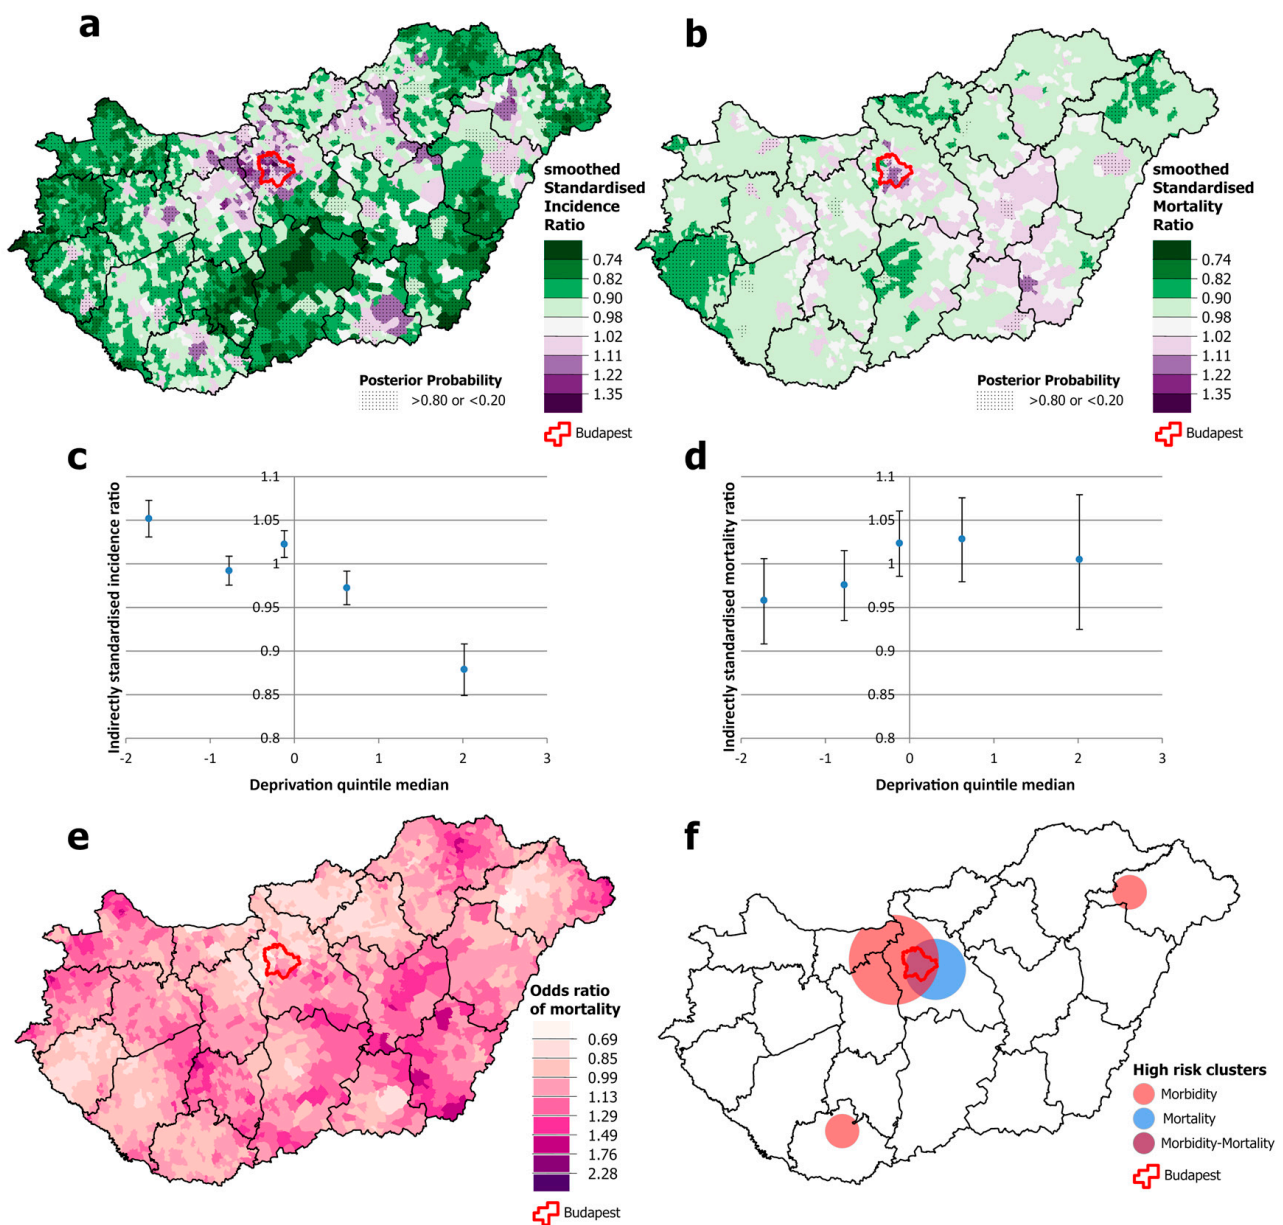 a
smoothed
Standardised
Incidence
Ratio
0.74
0.82
0.90
0.98
1.02
1.11
1.22
1.35
Posterior Probability
>0.80 or <0.20
Budapest
b
smoothed
Standardised
Mortality
Ratio
0.74
0.82
0.90
0.98
1.02
1.11
1.22
1.35
Posterior Probability
>0.80 or <0.20
Budapest
c
Indirectly standardised incidence ratio
1.1
1.05
1
0.95
0.9
0.85
0.8
-2
-1
0
1
2
3
Deprivation quintile median
d
Indirectly standardised mortality ratio
1.1
1.05
1
0.95
0.9
0.85
0.8
-2
-1
0
1
2
3
Deprivation quintile median
e
Odds ratio
of mortality
0.69
0.85
0.99
1.13
1.29
1.49
1.76
2.28
Budapest
f
High risk clusters
Morbidity
Mortality
Morbidity-Mortality
Budapest